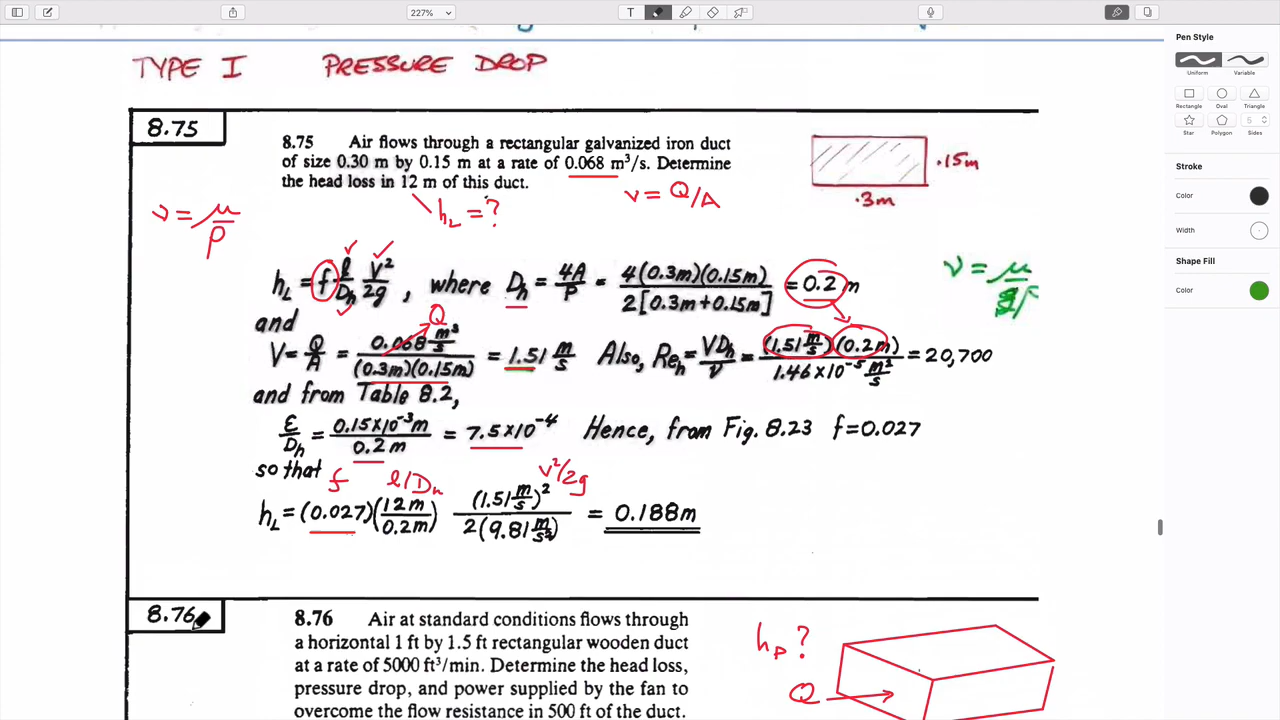 227%
T
TYPE I PRESSURE DROP
Pen Style
Uniform
Variable
Rectangle
Oval
Triangle
Star
Polygon
5
Stroke
Color
Width
Shape Fill
Color
8.75
8.75 Air flows through a rectangular galvanized iron duct
of size 0.30 m by 0.15 m at a rate of 0.068 m³/s. Determine
the head loss in 12 m of this duct.
.15m
.3m
V = Q/A
h_L = ?
ν = μ/ρ
h_L = f l/D_h V²/2g , where D_h = 4A/P = 4(0.3m)(0.15m)/2[0.3m+0.15m] = 0.2 m
ν = μ/
and
Q
V = Q/A = 0.068 m³/s/(0.3m)(0.15m) = 1.51 m/s Also, Re_h = VD_h/ν = (1.51 m/s)(0.2m)/1.46×10⁻⁵ m²/s = 20,700
and from Table 8.2,
ε/D_h = 0.15×10⁻³m/0.2m = 7.5×10⁻⁴ Hence, from Fig. 8.23 f=0.027
so that
f l/D_h V²/2g
h_L = (0.027)(12m/0.2m) (1.51 m/s)²/2(9.81 m/s²) = 0.188m
8.76
8.76 Air at standard conditions flows through
a horizontal 1 ft by 1.5 ft rectangular wooden duct
at a rate of 5000 ft³/min. Determine the head loss,
pressure drop, and power supplied by the fan to
overcome the flow resistance in 500 ft of the duct.
h_p ?
Q